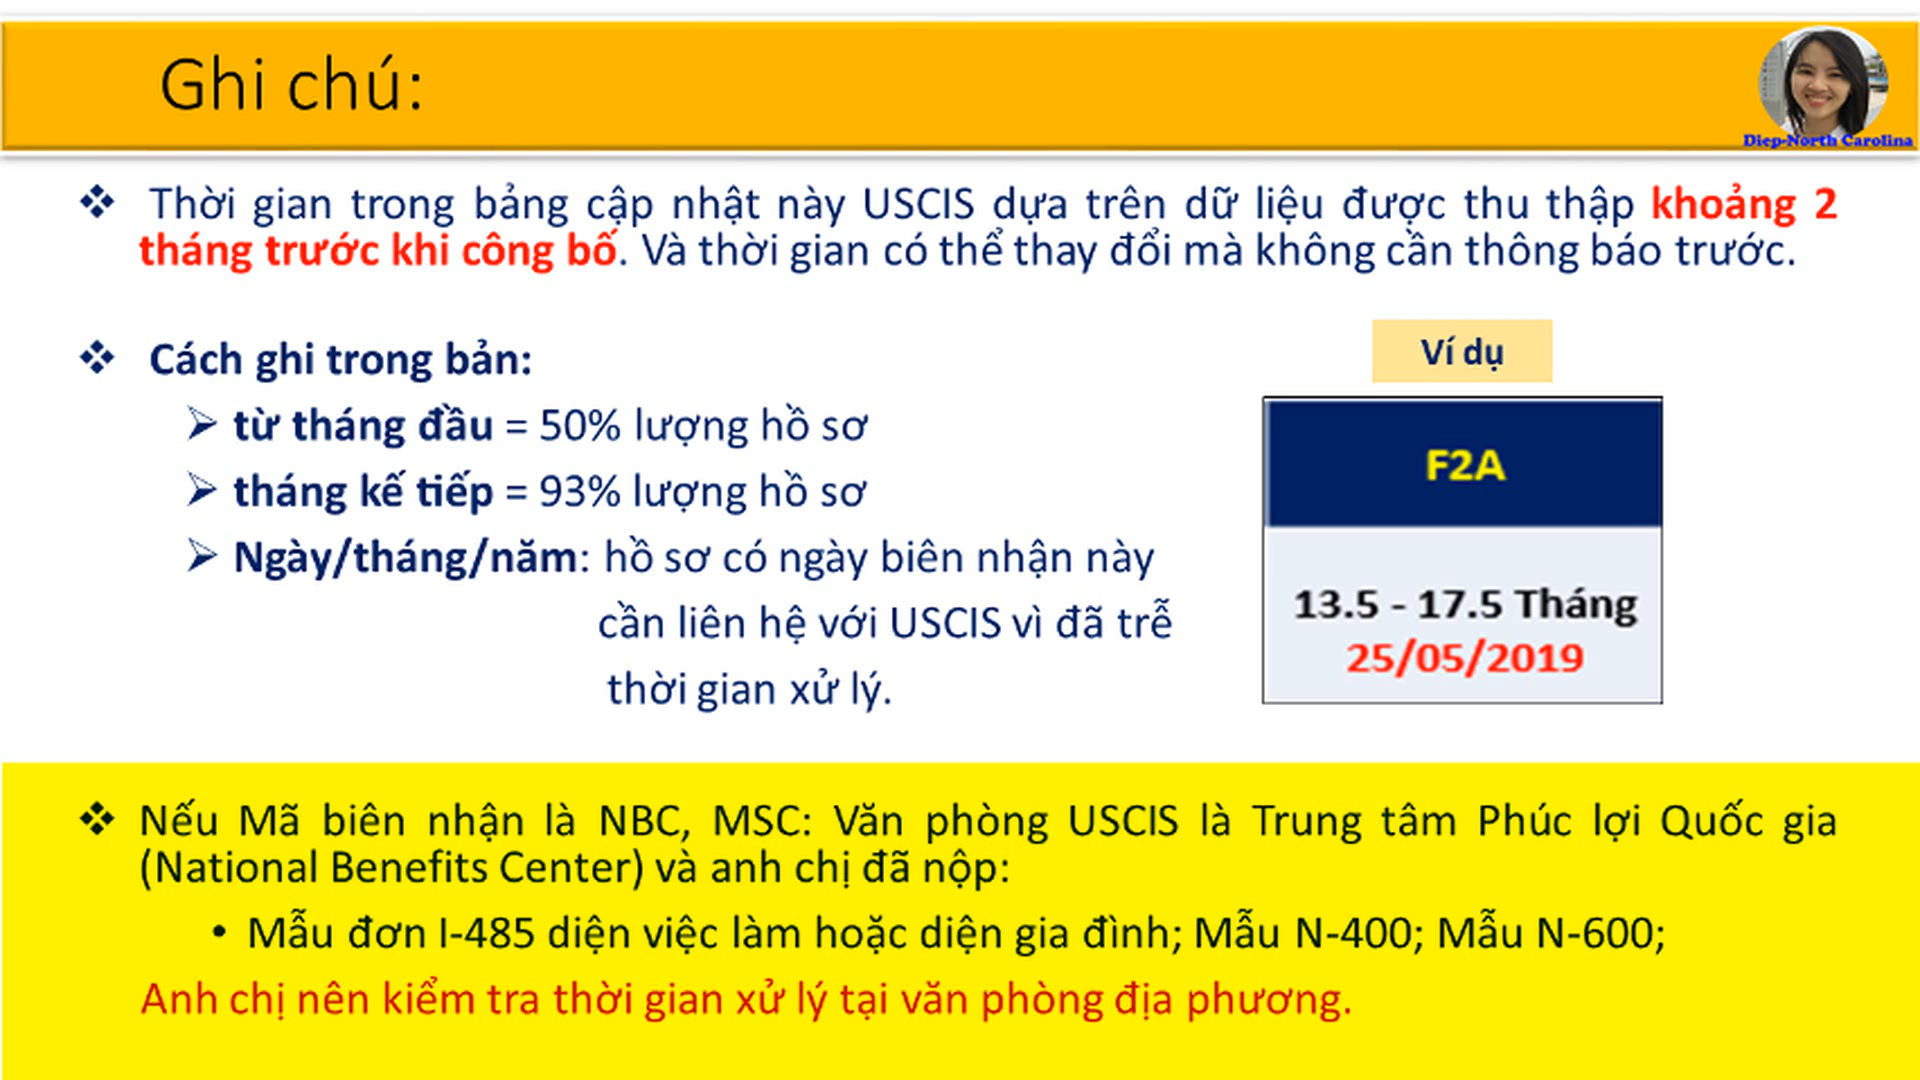 Ghi chú:
Diep-North Carolina
❖ Thời gian trong bảng cập nhật này USCIS dựa trên dữ liệu được thu thập khoảng 2
tháng trước khi công bố. Và thời gian có thể thay đổi mà không cần thông báo trước.
❖ Cách ghi trong bản:
➢ từ tháng đầu = 50% lượng hồ sơ
➢ tháng kế tiếp = 93% lượng hồ sơ
➢ Ngày/tháng/năm: hồ sơ có ngày biên nhận này
cần liên hệ với USCIS vì đã trễ
thời gian xử lý.
Ví dụ
F2A
13.5 - 17.5 Tháng
25/05/2019
❖ Nếu Mã biên nhận là NBC, MSC: Văn phòng USCIS là Trung tâm Phúc lợi Quốc gia
(National Benefits Center) và anh chị đã nộp:
• Mẫu đơn I-485 diện việc làm hoặc diện gia đình; Mẫu N-400; Mẫu N-600;
Anh chị nên kiểm tra thời gian xử lý tại văn phòng địa phương.